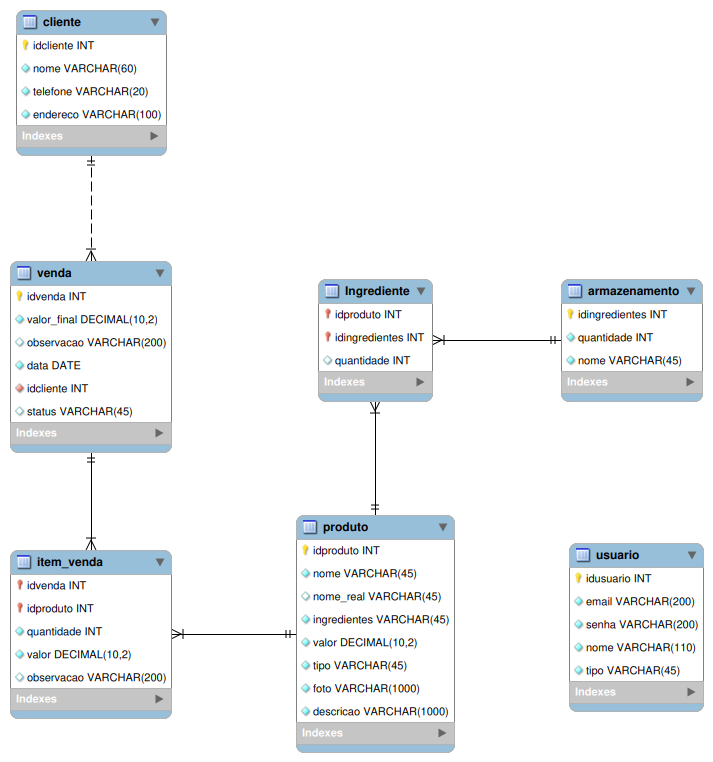 cliente
idcliente INT
nome VARCHAR(60)
telefone VARCHAR(20)
endereco VARCHAR(100)
Indexes
venda
idvenda INT
valor_final DECIMAL(10,2)
observacao VARCHAR(200)
data DATE
idcliente INT
status VARCHAR(45)
Indexes
Ingrediente
idproduto INT
idingredientes INT
quantidade INT
Indexes
armazenamento
idingredientes INT
quantidade INT
nome VARCHAR(45)
Indexes
item_venda
idvenda INT
idproduto INT
quantidade INT
valor DECIMAL(10,2)
observacao VARCHAR(200)
Indexes
produto
idproduto INT
nome VARCHAR(45)
nome_real VARCHAR(45)
ingredientes VARCHAR(45)
valor DECIMAL(10,2)
tipo VARCHAR(45)
foto VARCHAR(1000)
descricao VARCHAR(1000)
Indexes
usuario
idusuario INT
email VARCHAR(200)
senha VARCHAR(200)
nome VARCHAR(110)
tipo VARCHAR(45)
Indexes